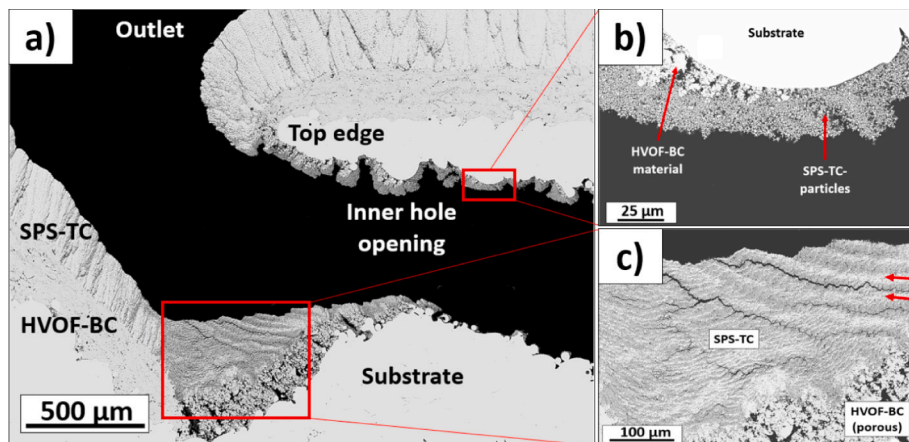 a)
Outlet
Top edge
Inner hole
opening
SPS-TC
HVOF-BC
Substrate
500 µm
b)
Substrate
HVOF-BC
material
SPS-TC-
particles
25 µm
c)
SPS-TC
HVOF-BC
(porous)
100 µm